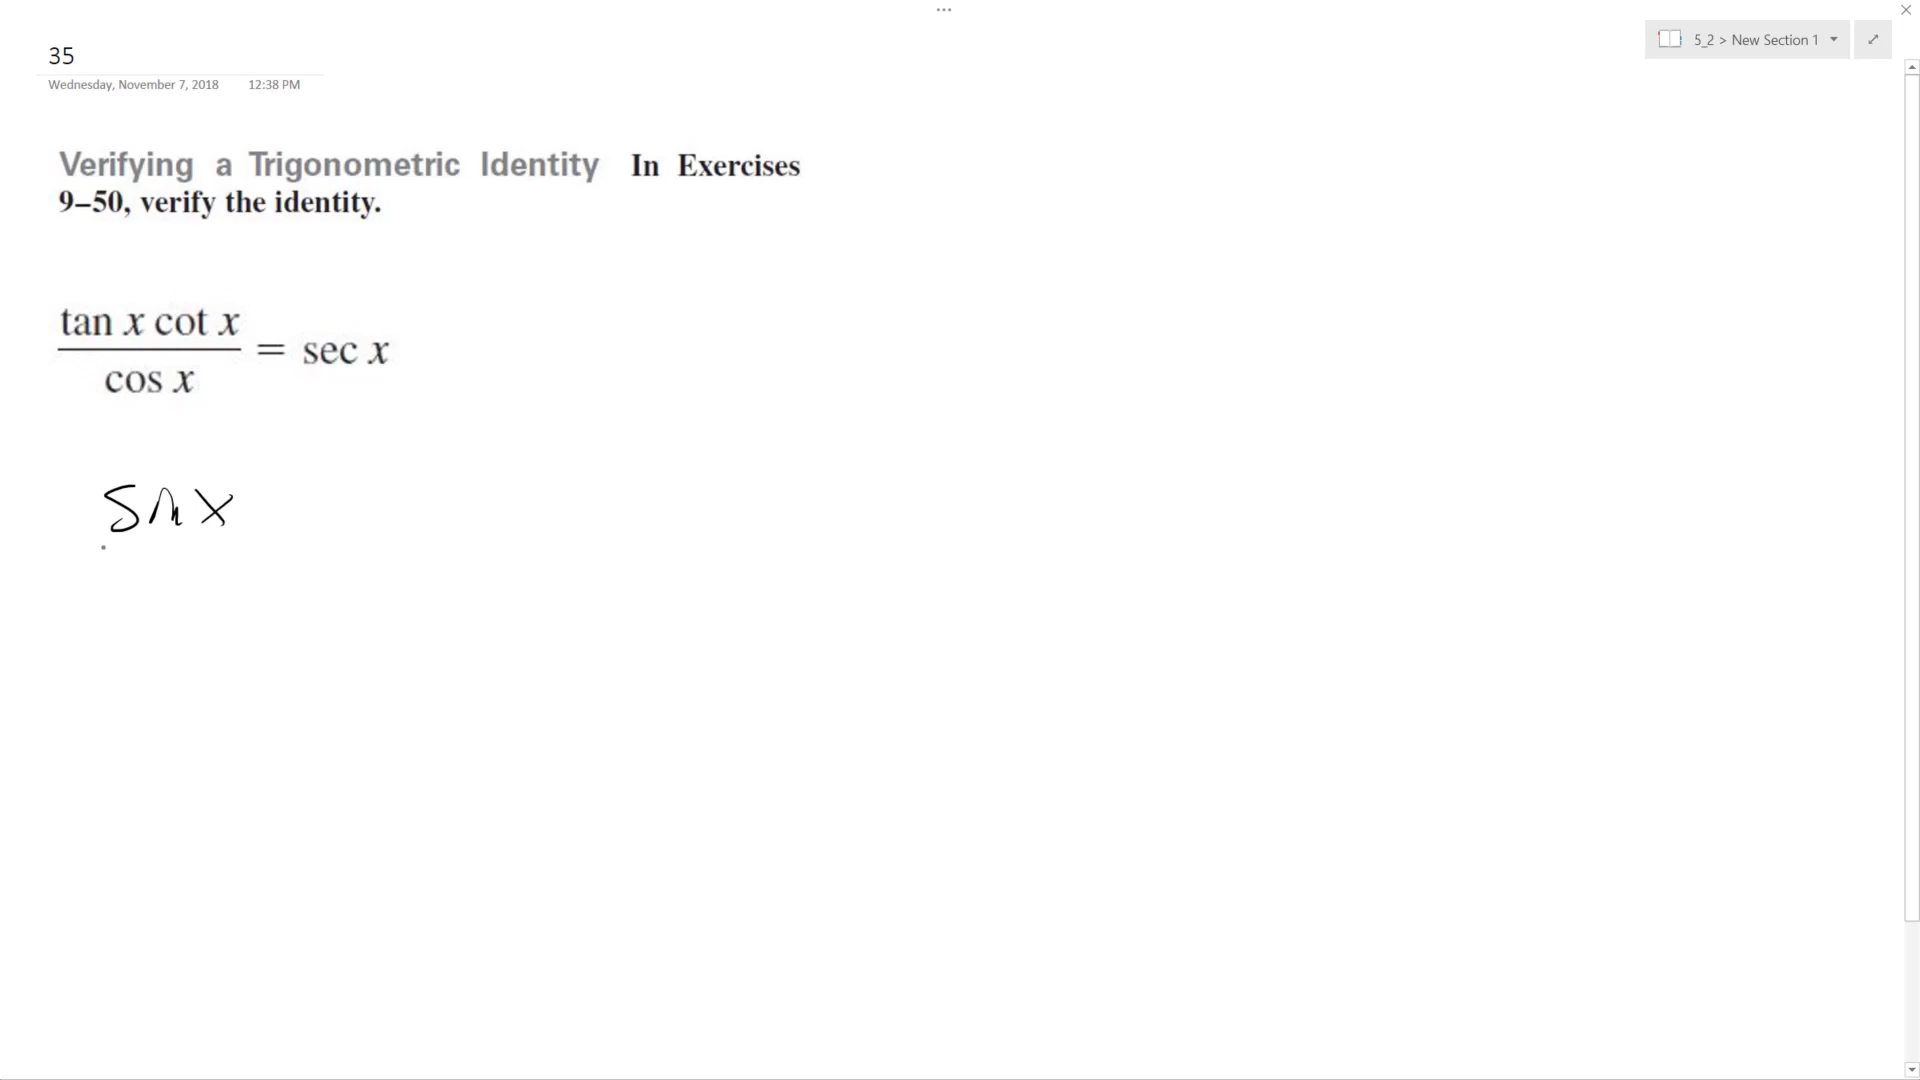 ...
5_2 > New Section 1
35
Wednesday, November 7, 2018 12:38 PM
Verifying a Trigonometric Identity In Exercises
9–50, verify the identity.
tan x cot x
cos x
= sec x
sin x